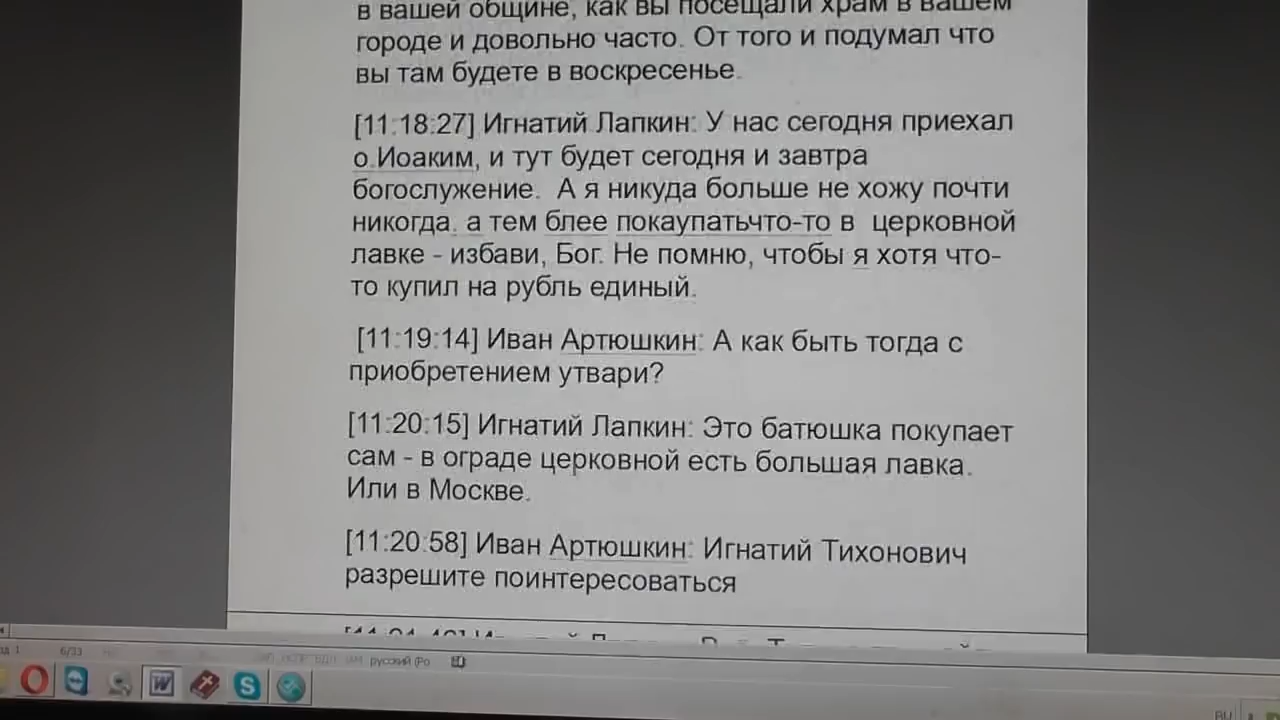 в вашей общине, как вы посещали храм в вашем
городе и довольно часто. От того и подумал что
вы там будете в воскресенье.
[11:18:27] Игнатий Лапкин: У нас сегодня приехал
о.Иоаким, и тут будет сегодня и завтра
богослужение. А я никуда больше не хожу почти
никогда. а тем блее покаупатьчто-то в церковной
лавке - избави, Бог. Не помню, чтобы я хотя что-
то купил на рубль единый.
[11:19:14] Иван Артюшкин: А как быть тогда с
приобретением утвари?
[11:20:15] Игнатий Лапкин: Это батюшка покупает
сам - в ограде церковной есть большая лавка.
Или в Москве.
[11:20:58] Иван Артюшкин: Игнатий Тихонович
разрешите поинтересоваться
6/33
русский (Ро
RU